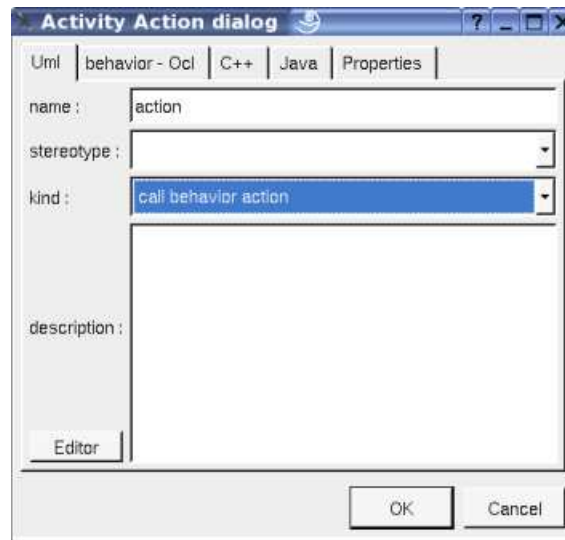 Activity Action dialog
Uml behavior - Ocl C++ Java Properties
name : action
stereotype :
kind : call behavior action
description :
Editor
OK Cancel